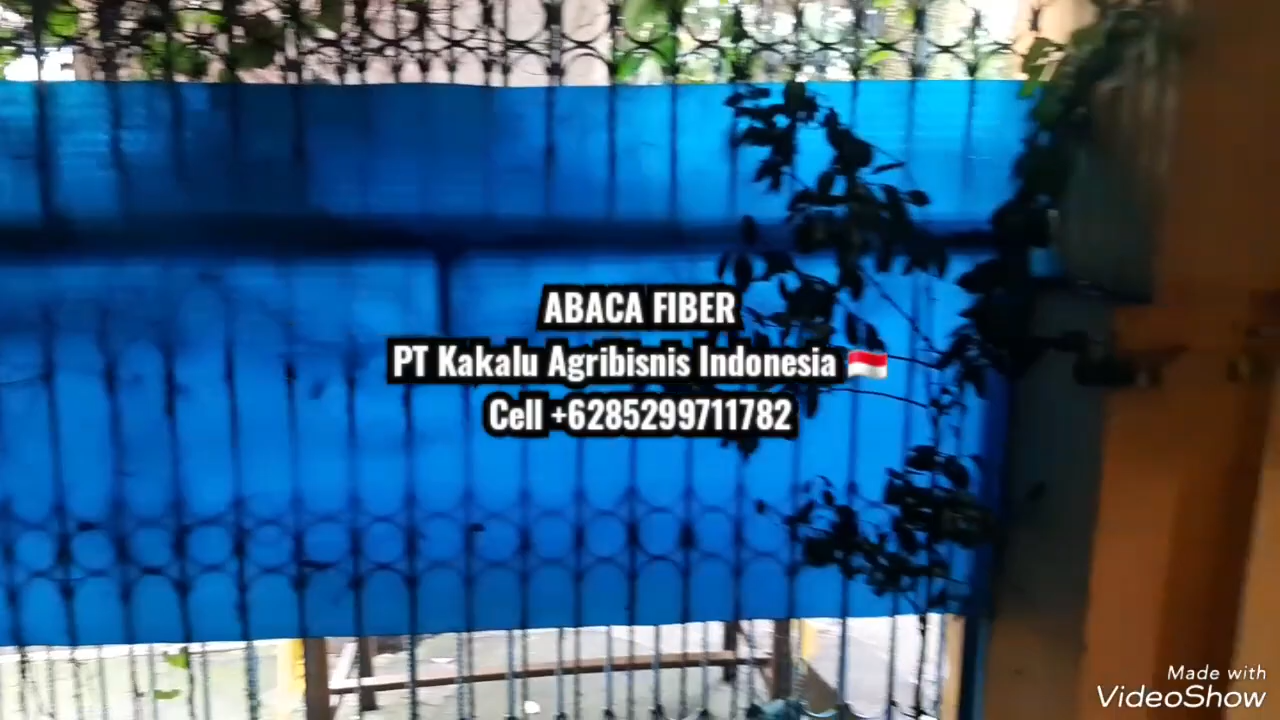 ABACA FIBER
PT Kakalu Agribisnis Indonesia 🇮🇩
Cell +6285299711782
Made with
VideoShow